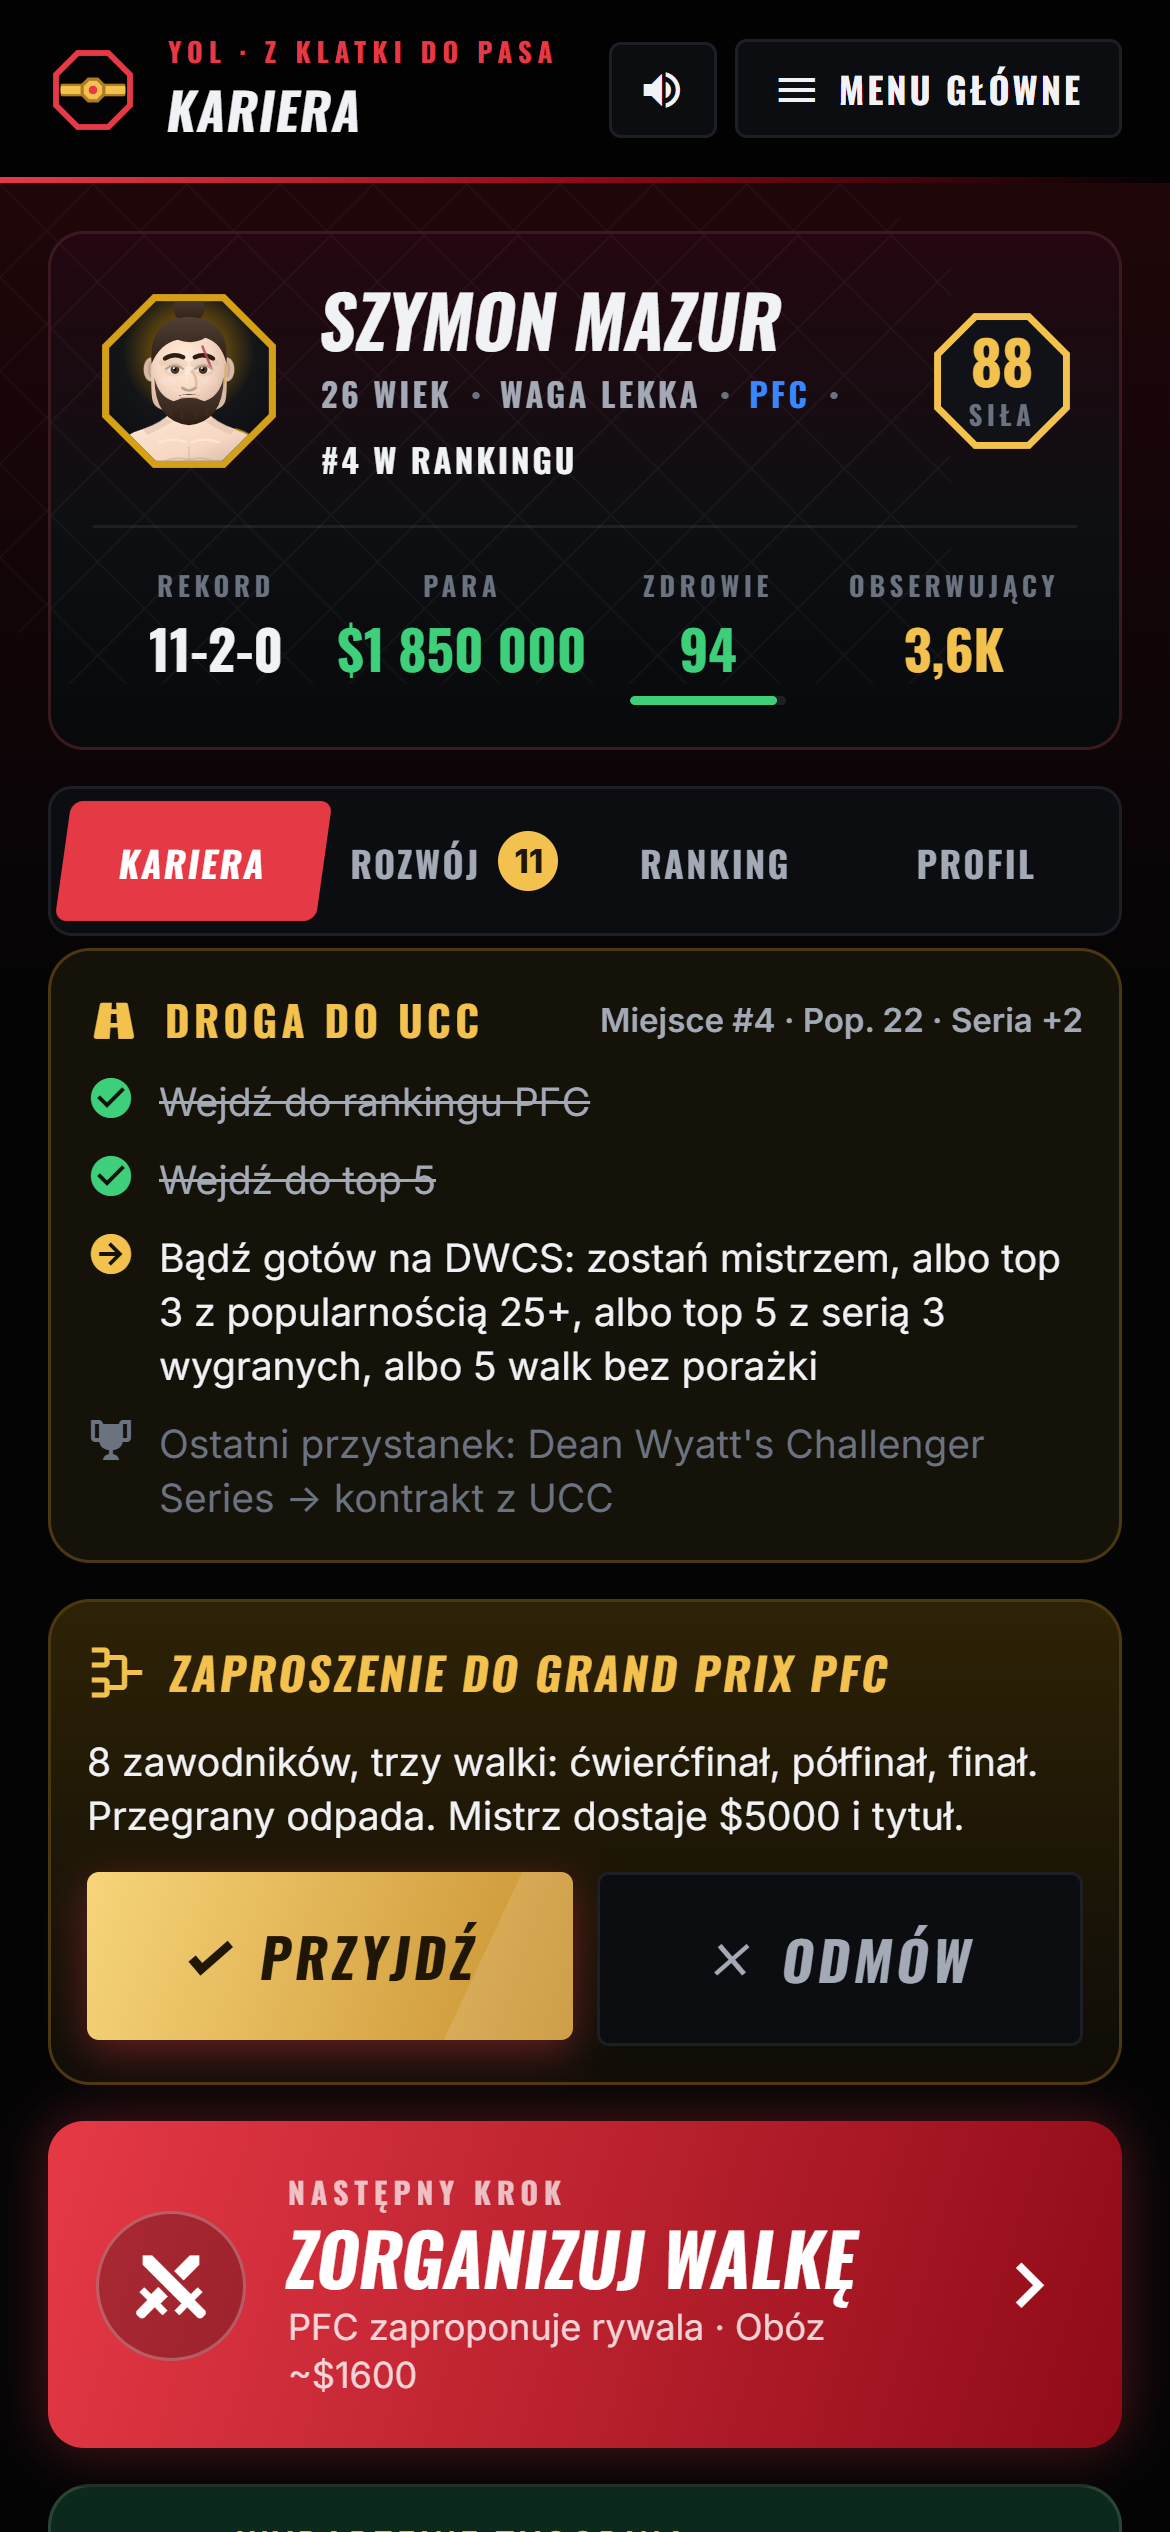 YOL · Z KLATKI DO PASA
KARIERA
MENU GŁÓWNE
SZYMON MAZUR
26 WIEK · WAGA LEKKA · PFC ·
#4 W RANKINGU
88
SIŁA
REKORD
11-2-0
PARA
$1 850 000
ZDROWIE
94
OBSERWUJĄCY
3,6K
KARIERA
ROZWÓJ 11
RANKING
PROFIL
DROGA DO UCC
Miejsce #4 · Pop. 22 · Seria +2
Wejdź do rankingu PFC
Wejdź do top 5
Bądź gotów na DWCS: zostań mistrzem, albo top
3 z popularnością 25+, albo top 5 z serią 3
wygranych, albo 5 walk bez porażki
Ostatni przystanek: Dean Wyatt's Challenger
Series → kontrakt z UCC
ZAPROSZENIE DO GRAND PRIX PFC
8 zawodników, trzy walki: ćwierćfinał, półfinał, finał.
Przegrany odpada. Mistrz dostaje $5000 i tytuł.
PRZYJDŹ
ODMÓW
NASTĘPNY KROK
ZORGANIZUJ WALKĘ
PFC zaproponuje rywala · Obóz
~$1600